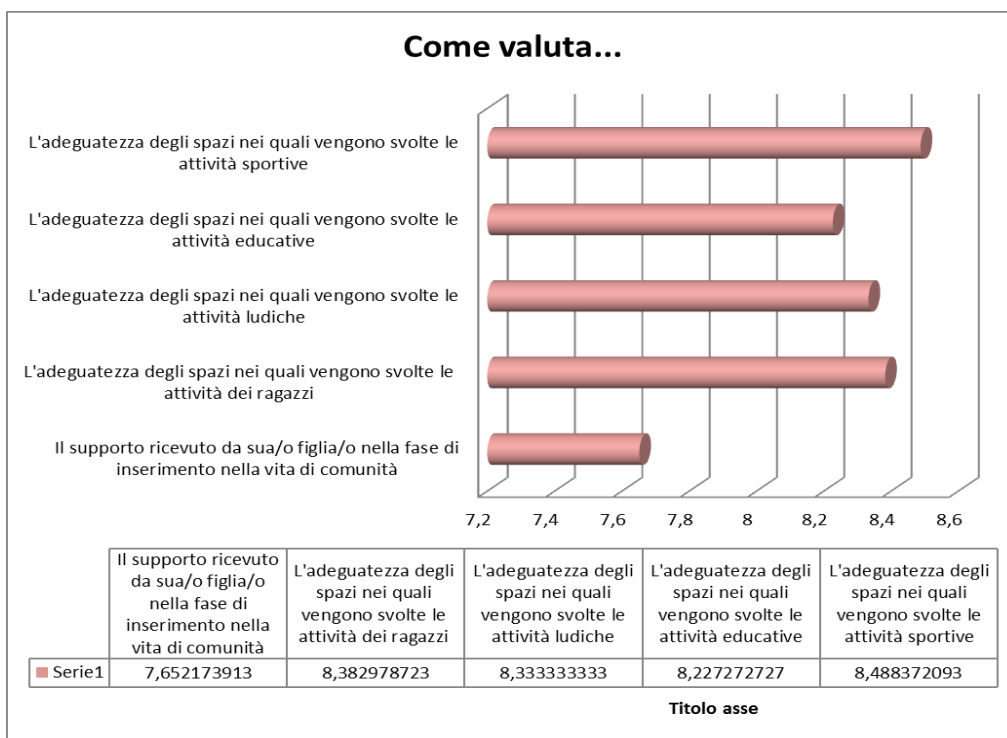 Come valuta...
L'adeguatezza degli spazi nei quali vengono svolte le
attività sportive
L'adeguatezza degli spazi nei quali vengono svolte le
attività educative
L'adeguatezza degli spazi nei quali vengono svolte le
attività ludiche
L'adeguatezza degli spazi nei quali vengono svolte le
attività dei ragazzi
Il supporto ricevuto da sua/o figlia/o nella fase di
inserimento nella vita di comunità
7,2 7,4 7,6 7,8 8 8,2 8,4 8,6
Il supporto ricevuto
da sua/o figlia/o
nella fase di
inserimento nella
vita di comunità
L'adeguatezza degli
spazi nei quali
vengono svolte le
attività dei ragazzi
L'adeguatezza degli
spazi nei quali
vengono svolte le
attività ludiche
L'adeguatezza degli
spazi nei quali
vengono svolte le
attività educative
L'adeguatezza degli
spazi nei quali
vengono svolte le
attività sportive
Serie1 7,652173913 8,382978723 8,333333333 8,227272727 8,488372093
Titolo asse